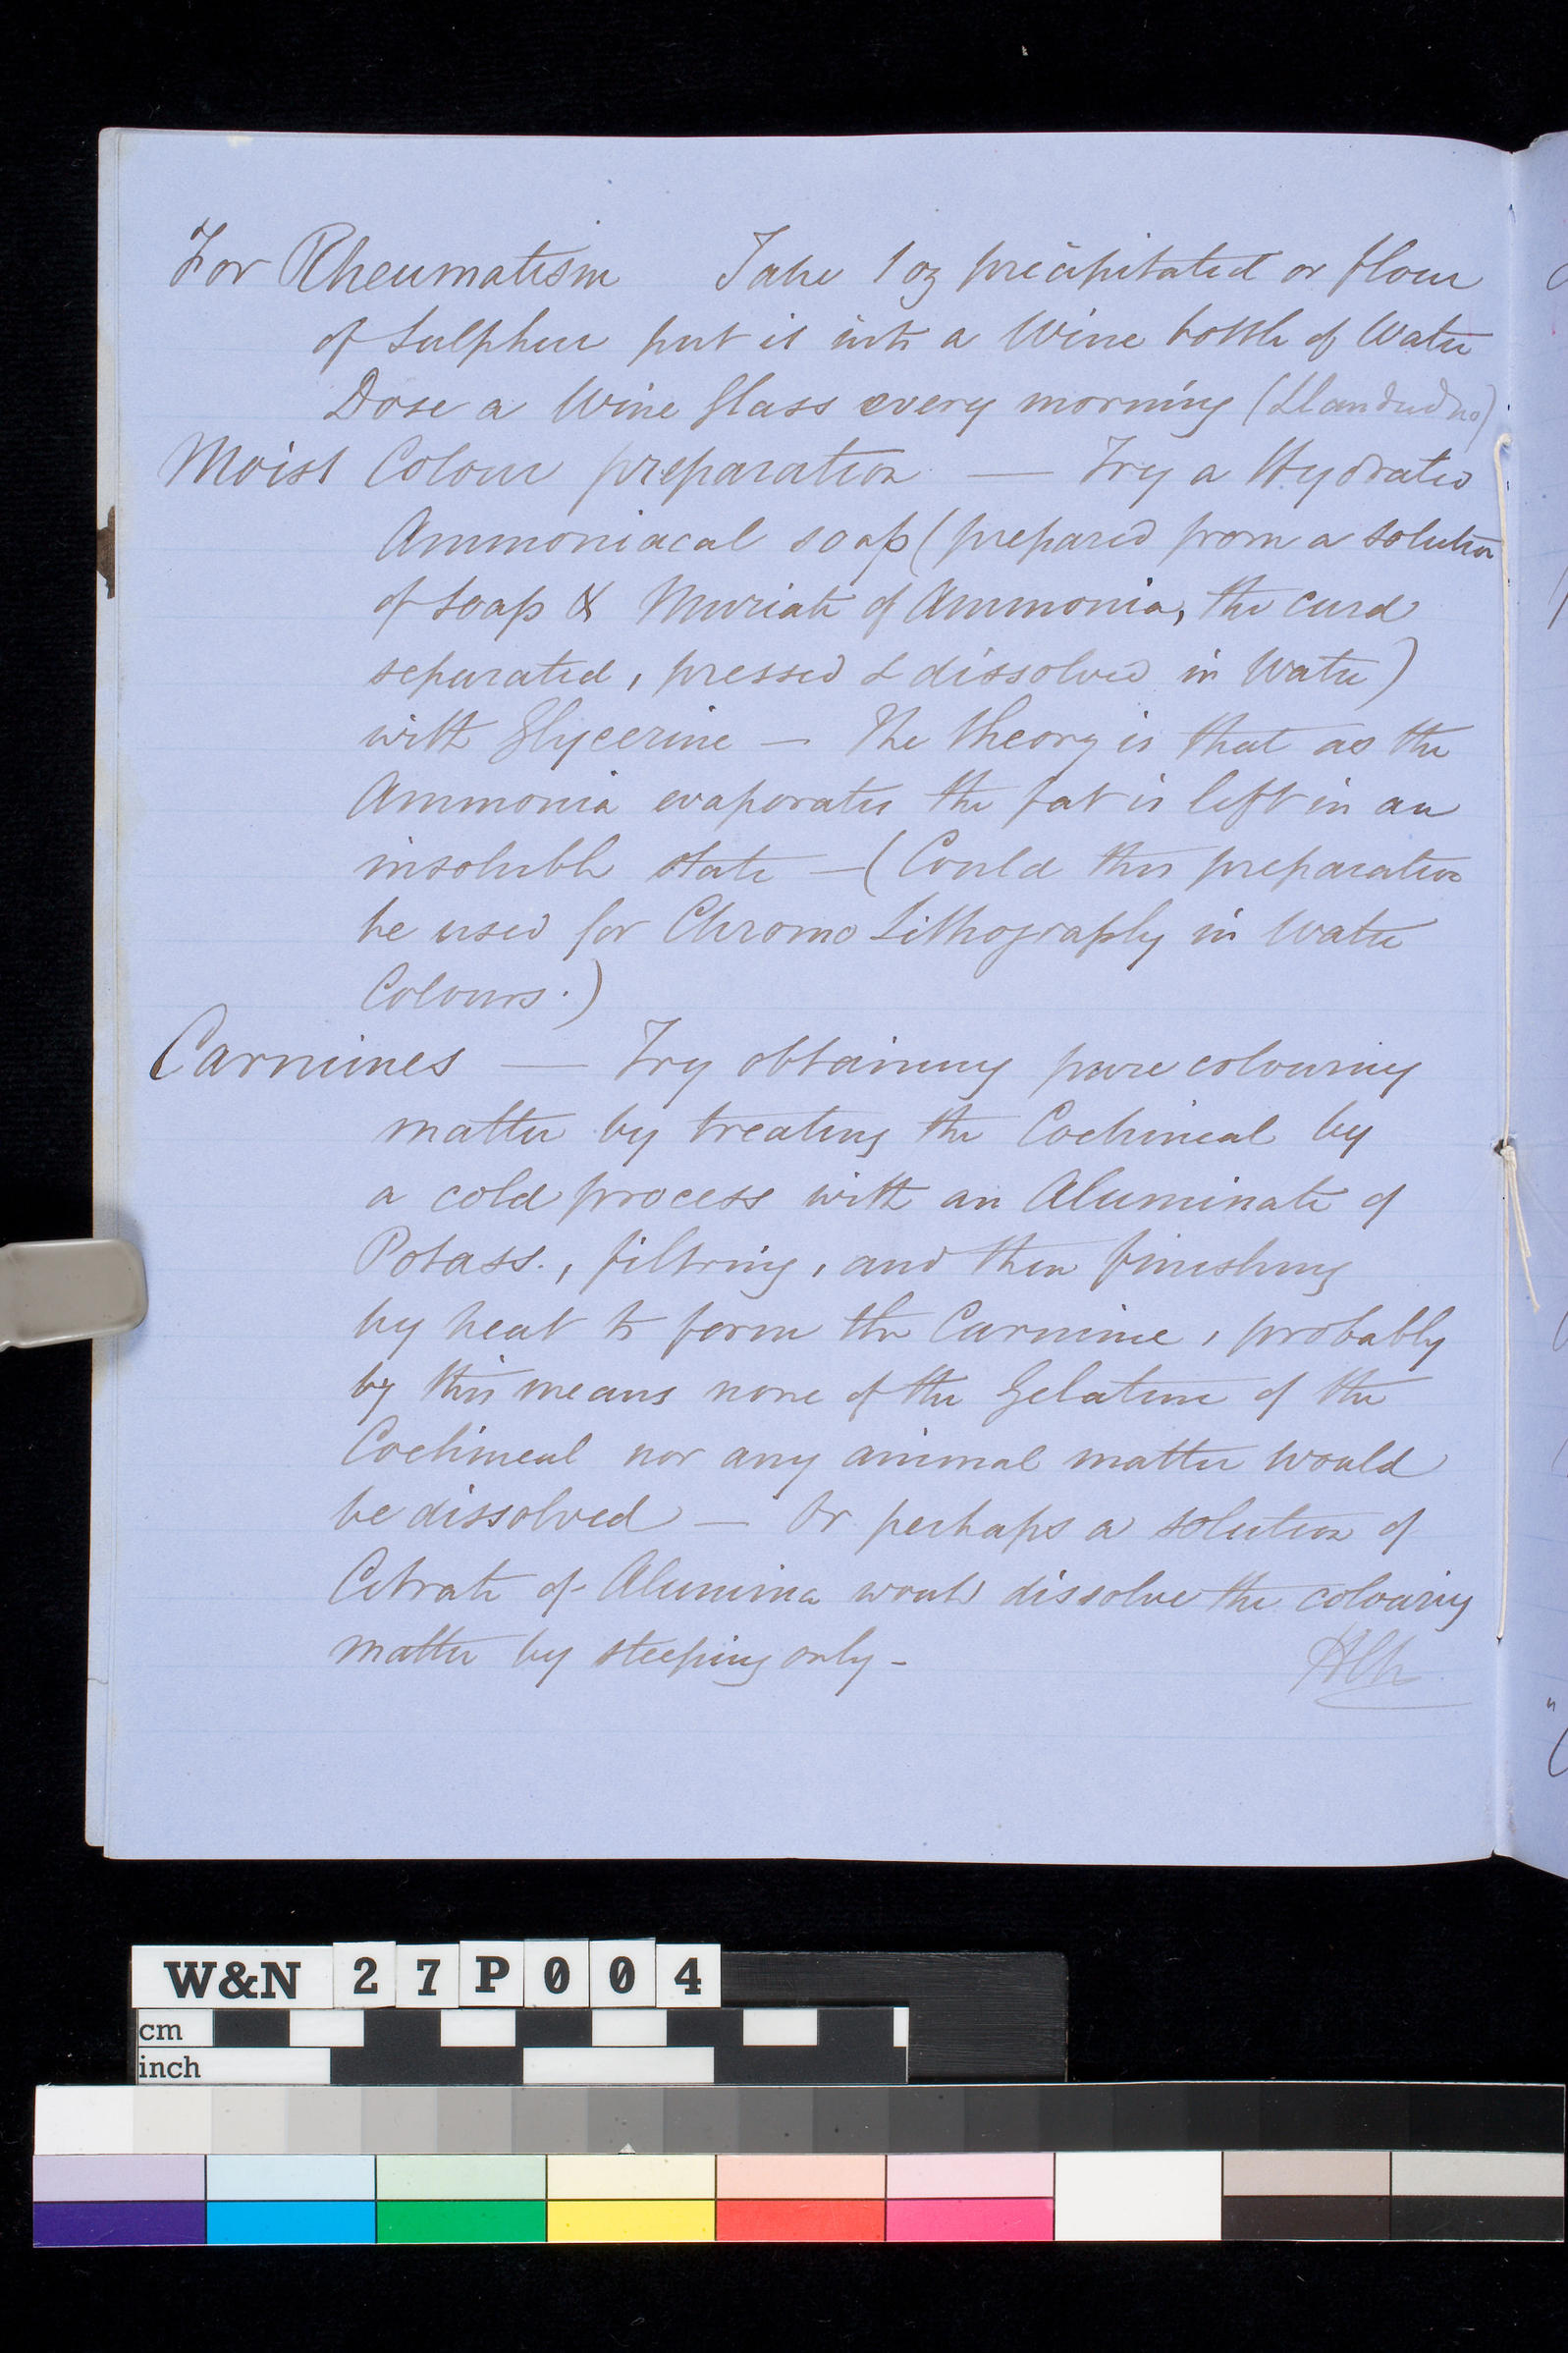 For Rheumatism Take 1 oz precipitated or flour
of Sulphur put it into a Wine bottle of Water
Dose a Wine Glass every morning (Llandudno)
Moist Colour preparation — Try a Hydrated
Ammoniacal soap (prepared from a solution
of Soap & Muriate of Ammonia, the curd
separated, pressed & dissolved in Water)
with Glycerine — The theory is that as the
Ammonia evaporates the fat is left in an
insoluble state — (Could this preparation
be used for Chromo Lithography in Water
Colours.)
Carmines — Try obtaining pure colouring
matter by treating the Cochineal by
a cold process with an Aluminate of
Potass., filtring, and then finishing
by heat to form the Carmine, probably
by this means none of the Gelatine of the
Cochineal nor any animal matter would
be dissolved — Or perhaps a solution of
Citrate of Alumina would dissolve the colouring
matter by steeping only -
W&N 27P004
cm
inch